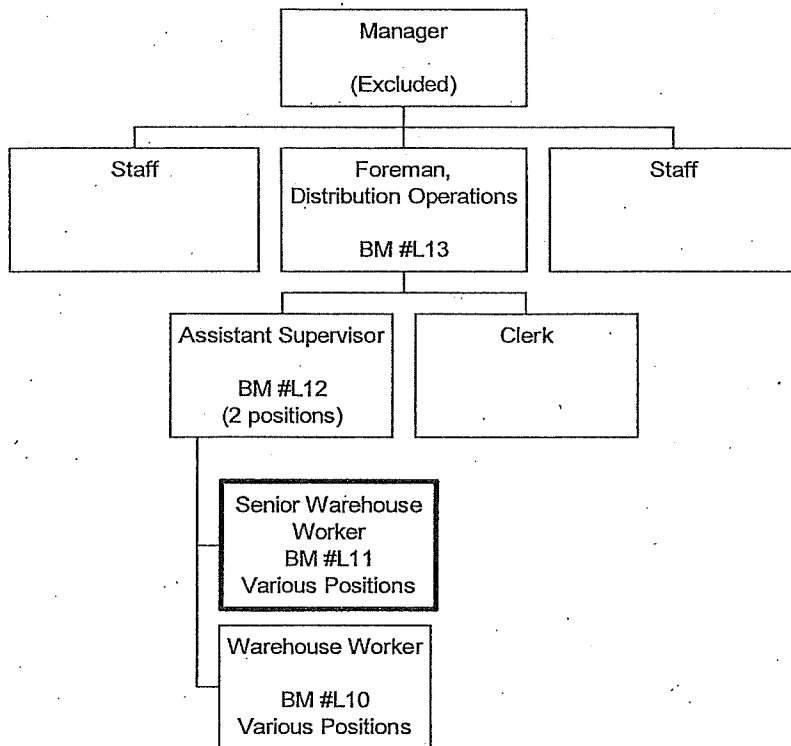 Manager
(Excluded)
Staff
Foreman,
Distribution Operations
BM #L13
Staff
Assistant Supervisor
BM #L12
(2 positions)
Clerk
Senior Warehouse
Worker
BM #L11
Various Positions
Warehouse Worker
BM #L10
Various Positions